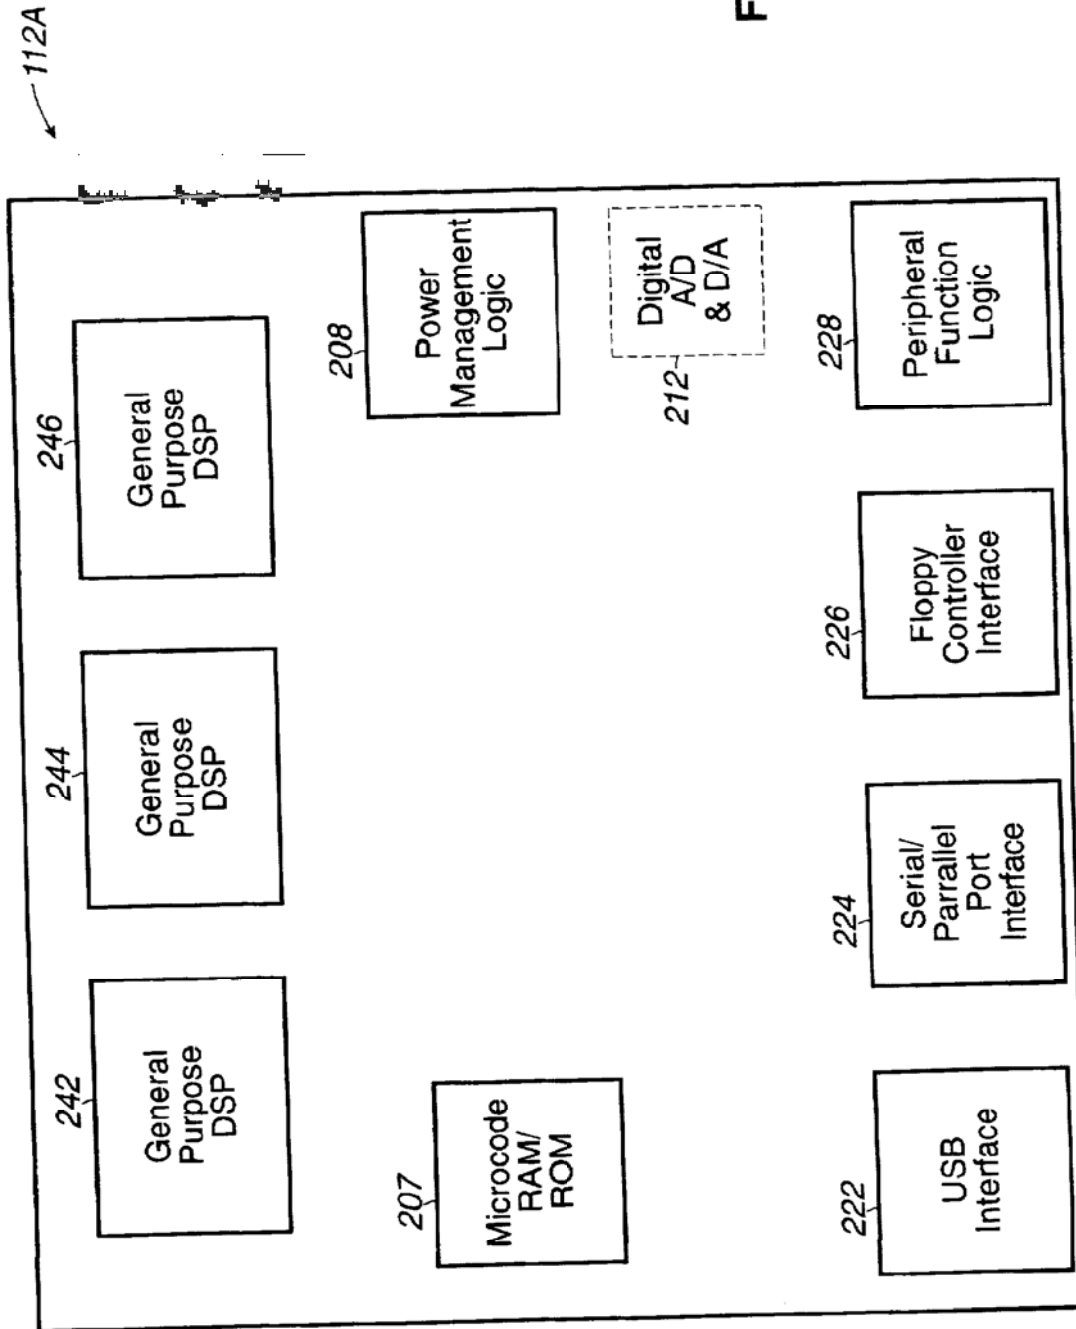 112A
242
General
Purpose
DSP
244
General
Purpose
DSP
246
General
Purpose
DSP
207
Microcode
RAM/
ROM
208
Power
Management
Logic
212
Digital
A/D
& D/A
222
USB
Interface
224
Serial/
Parrallel
Port
Interface
226
Floppy
Controller
Interface
228
Peripheral
Function
Logic
F